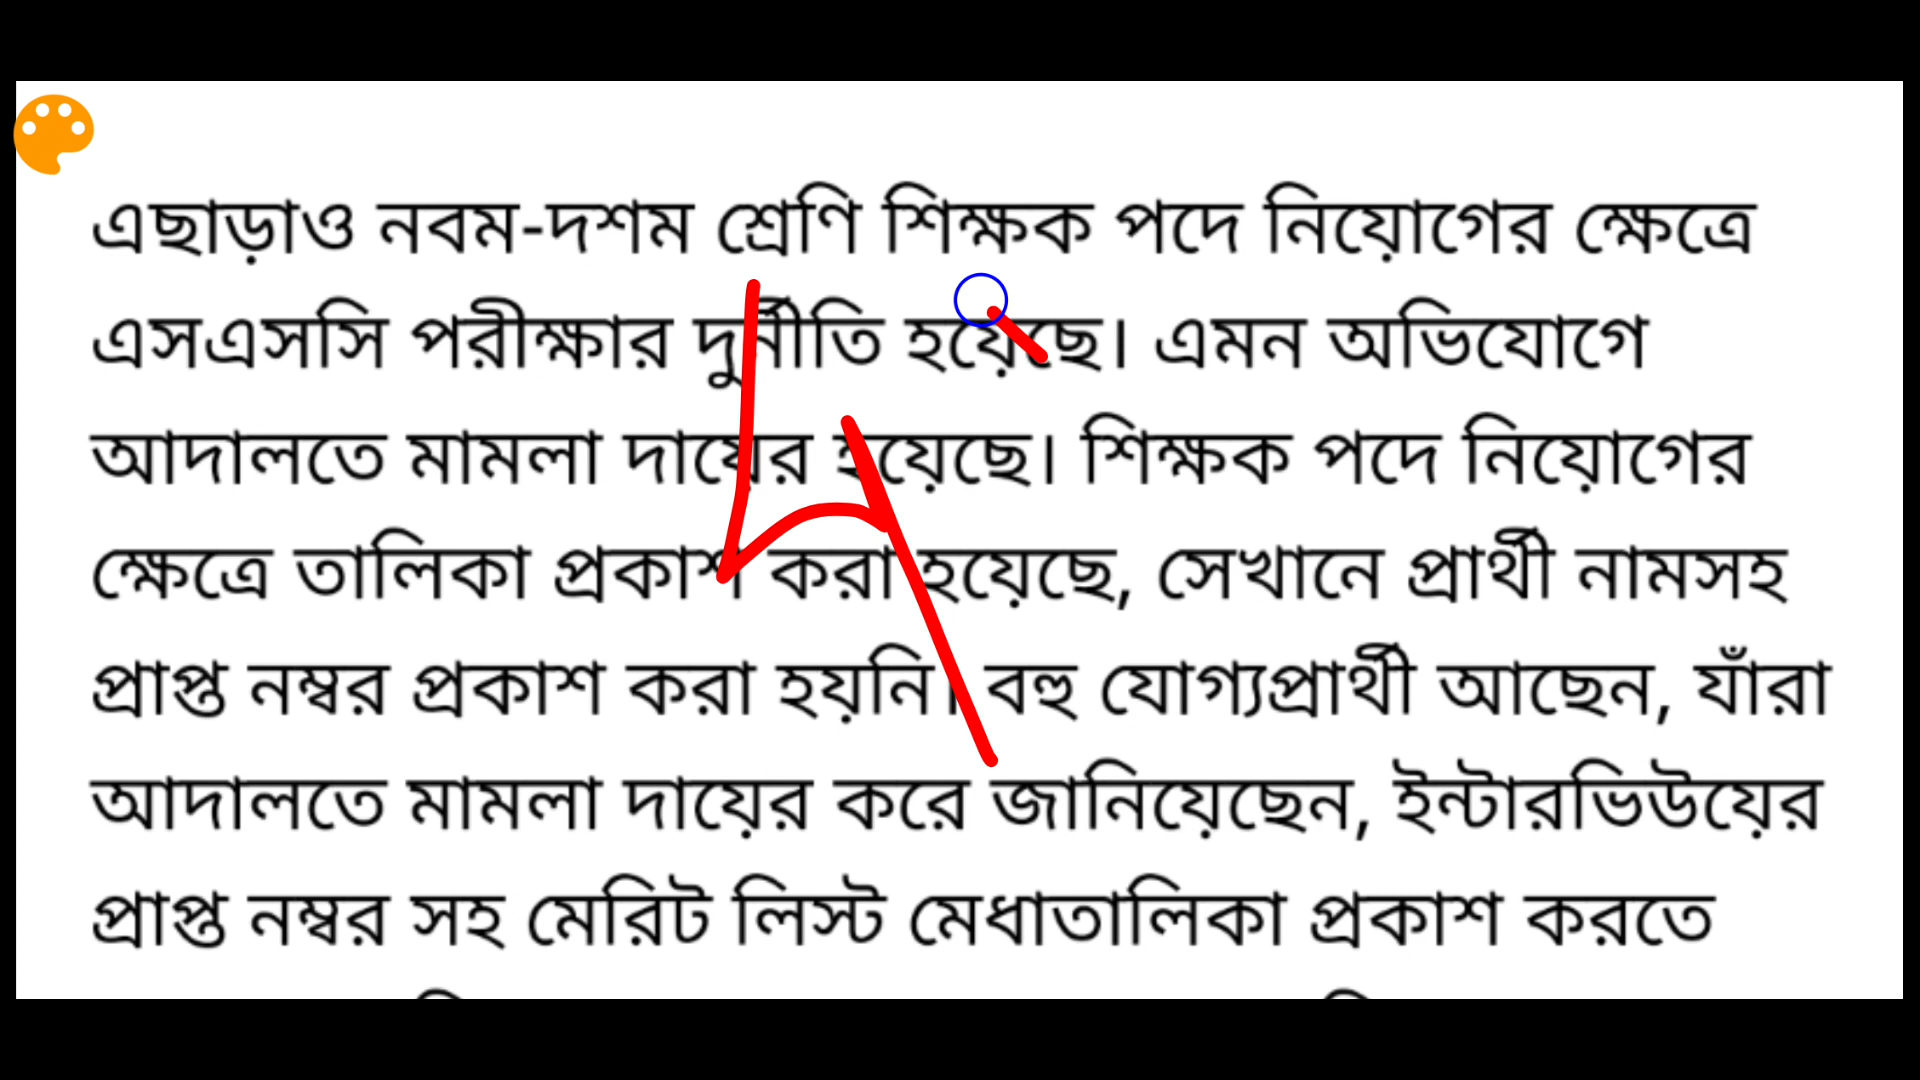 এছাড়াও নবম-দশম শ্রেণি শিক্ষক পদে নিয়োগের ক্ষেত্রে
এসএসসি পরীক্ষার দুর্নীতি হয়েছে। এমন অভিযোগে
আদালতে মামলা দায়ের হয়েছে। শিক্ষক পদে নিয়োগের
ক্ষেত্রে তালিকা প্রকাশ করা হয়েছে, সেখানে প্রার্থী নামসহ
প্রাপ্ত নম্বর প্রকাশ করা হয়নি। বহু যোগ্যপ্রার্থী আছেন, যাঁরা
আদালতে মামলা দায়ের করে জানিয়েছেন, ইন্টারভিউয়ের
প্রাপ্ত নম্বর সহ মেরিট লিস্ট মেধাতালিকা প্রকাশ করতে